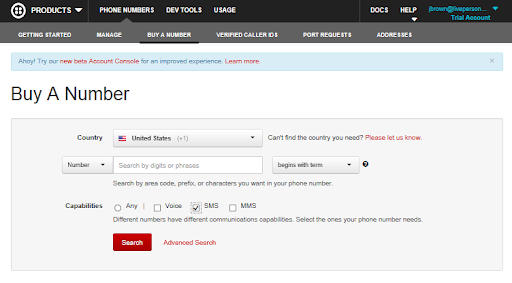 PRODUCTS PHONE NUMBERS DEV TOOLS USAGE DOCS HELP jbrown@liveperson...
Trial Account
GETTING STARTED MANAGE BUY A NUMBER VERIFIED CALLER IDS PORT REQUESTS ADDRESSES
Ahoy! Try our new beta Account Console for an improved experience. Learn more. ×
Buy A Number
Country United States (+1) Can't find the country you need? Please let us know.
Number Search by digits or phrases begins with term ?
Search by area code, prefix, or characters you want in your phone number.
Capabilities Any | Voice SMS MMS
Different numbers have different communications capabilities. Select the ones your phone number needs.
Search Advanced Search